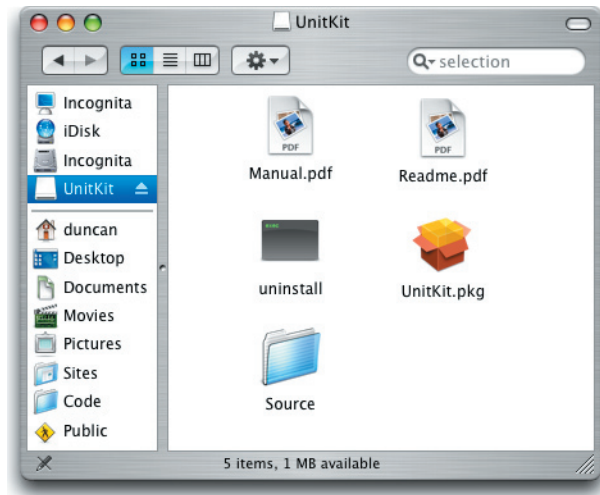 UnitKit
selection
Incognita
iDisk
Incognita
UnitKit
duncan
Desktop
Documents
Movies
Pictures
Sites
Code
Public
PDF
Manual.pdf
PDF
Readme.pdf
uninstall
UnitKit.pkg
Source
5 items, 1 MB available